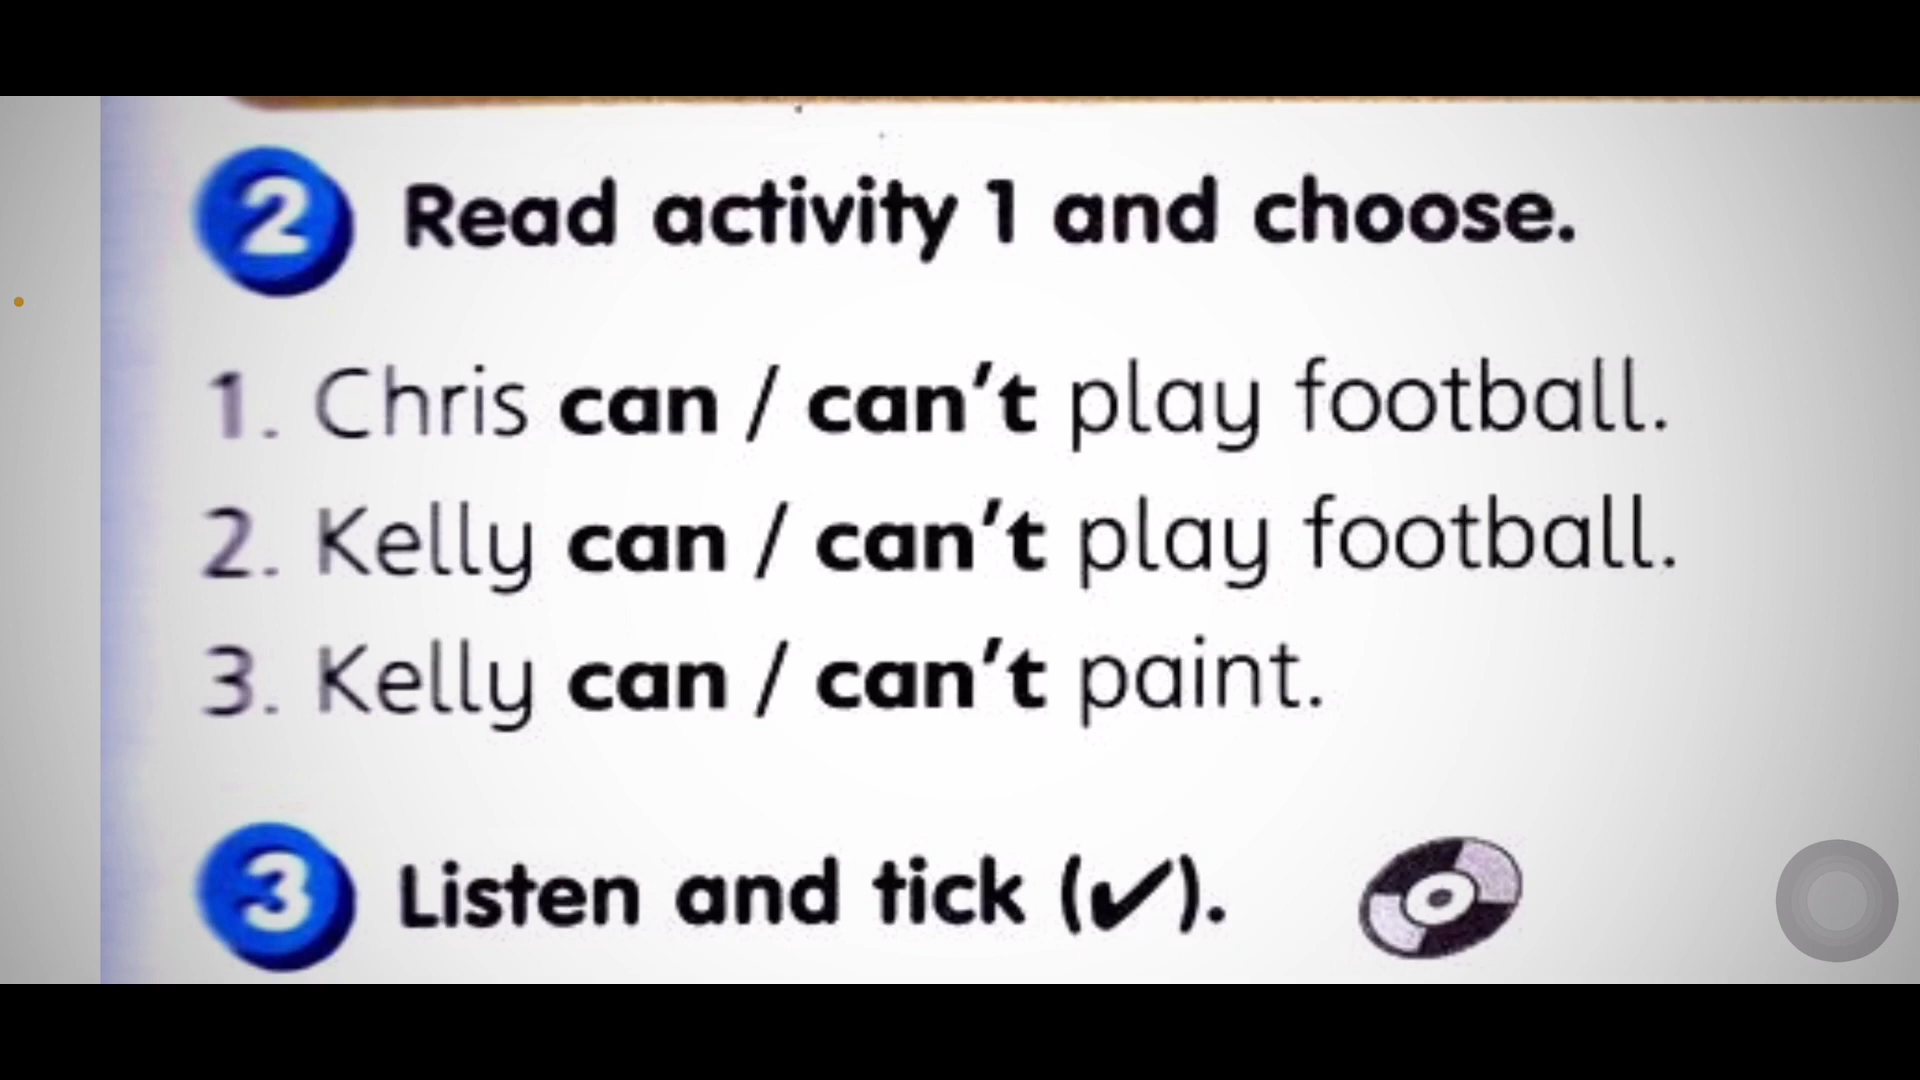 2 Read activity 1 and choose.
1. Chris can / can't play football.
2. Kelly can / can't play football.
3. Kelly can / can't paint.
3 Listen and tick (✔).